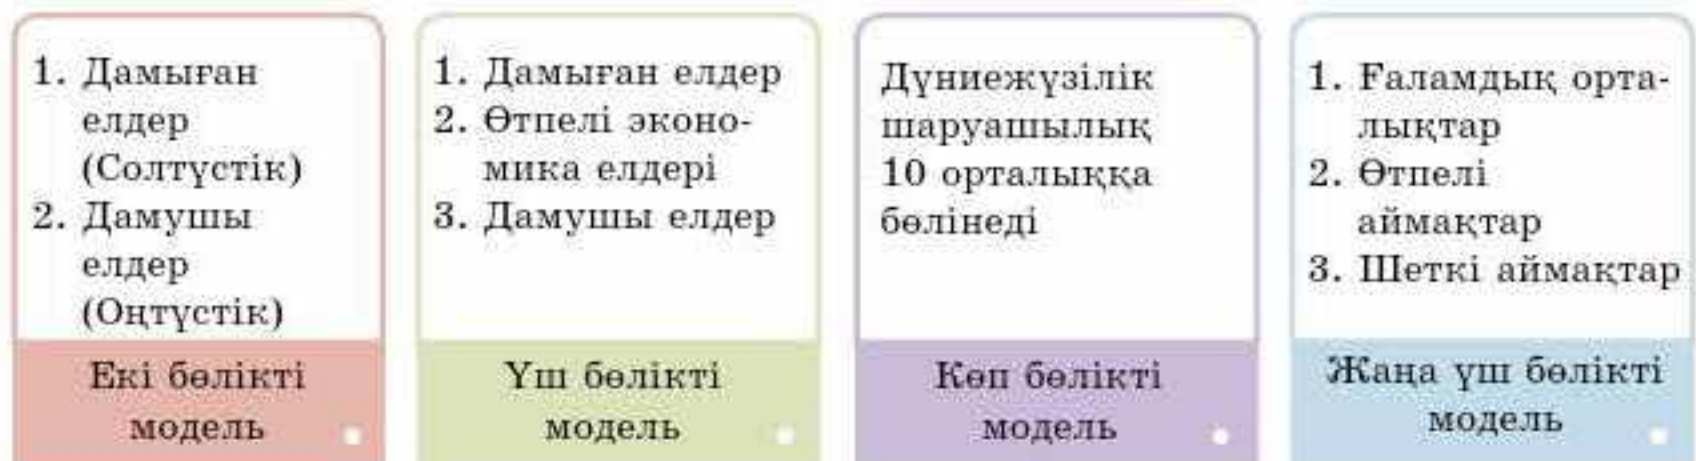 1. Дамыған
елдер
(Солтүстік)
2. Дамушы
елдер
(Оңтүстік)
Екі бөлікті
модель
1. Дамыған елдер
2. Өтпелі эконо-
мика елдері
3. Дамушы елдер
Үш бөлікті
модель
Дүниежүзілік
шаруашылық
10 орталыққа
бөлінеді
Көп бөлікті
модель
1. Ғаламдық орта-
лықтар
2. Өтпелі
аймақтар
3. Шеткі аймақтар
Жаңа үш бөлікті
модель